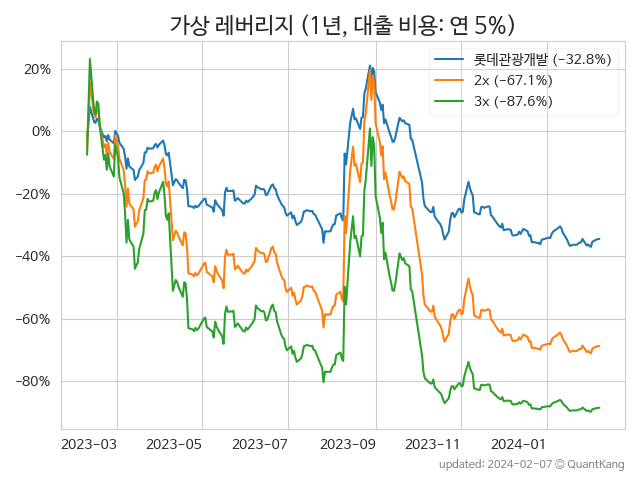 가상 레버리지 (1년, 대출 비용: 연 5%)
롯데관광개발 (−32.8%)
2x (−67.1%)
3x (−87.6%)
20%
0%
−20%
−40%
−60%
−80%
2023-03 2023-05 2023-07 2023-09 2023-11 2024-01
updated: 2024-02-07 © QuantKang